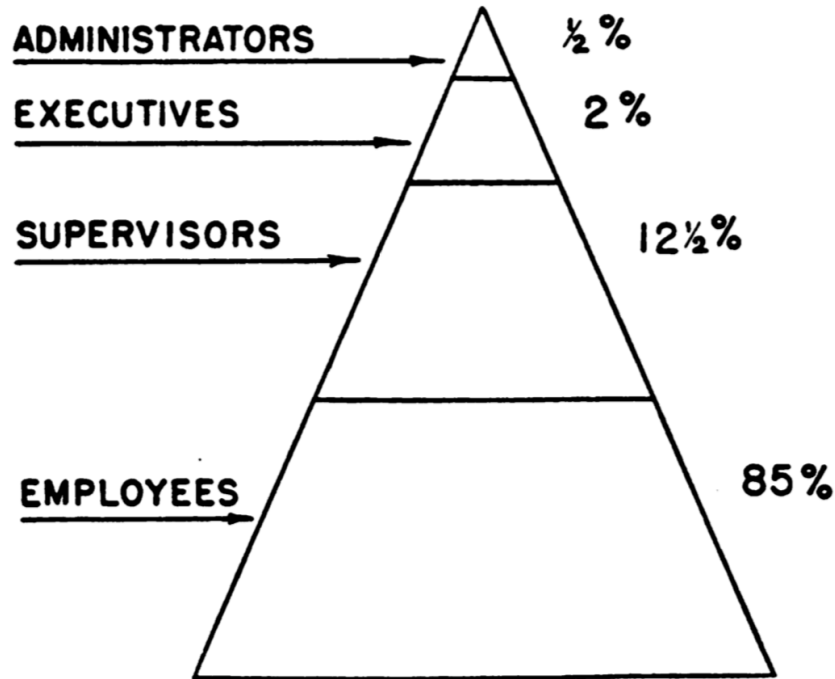 ADMINISTRATORS ½%
EXECUTIVES 2%
SUPERVISORS 12½%
EMPLOYEES 85%